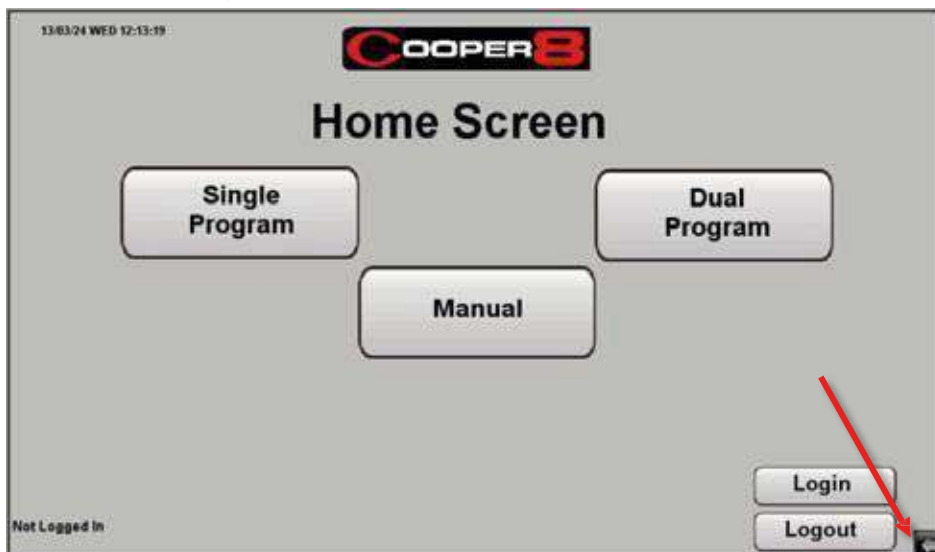 13/03/24 WED 12:13:19
COOPER8
Home Screen
Single
Program
Dual
Program
Manual
Login
Not Logged In
Logout